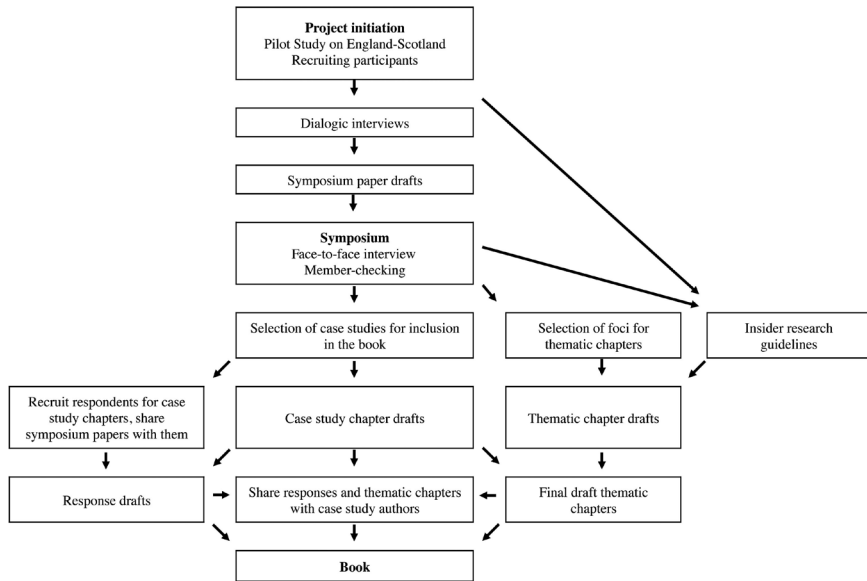 Project initiation
Pilot Study on England-Scotland
Recruiting participants
Dialogic interviews
Symposium paper drafts
Symposium
Face-to-face interview
Member-checking
Selection of case studies for inclusion
in the book
Selection of foci for
thematic chapters
Insider research
guidelines
Recruit respondents for case
study chapters, share
symposium papers with them
Case study chapter drafts
Thematic chapter drafts
Response drafts
Share responses and thematic chapters
with case study authors
Final draft thematic
chapters
Book